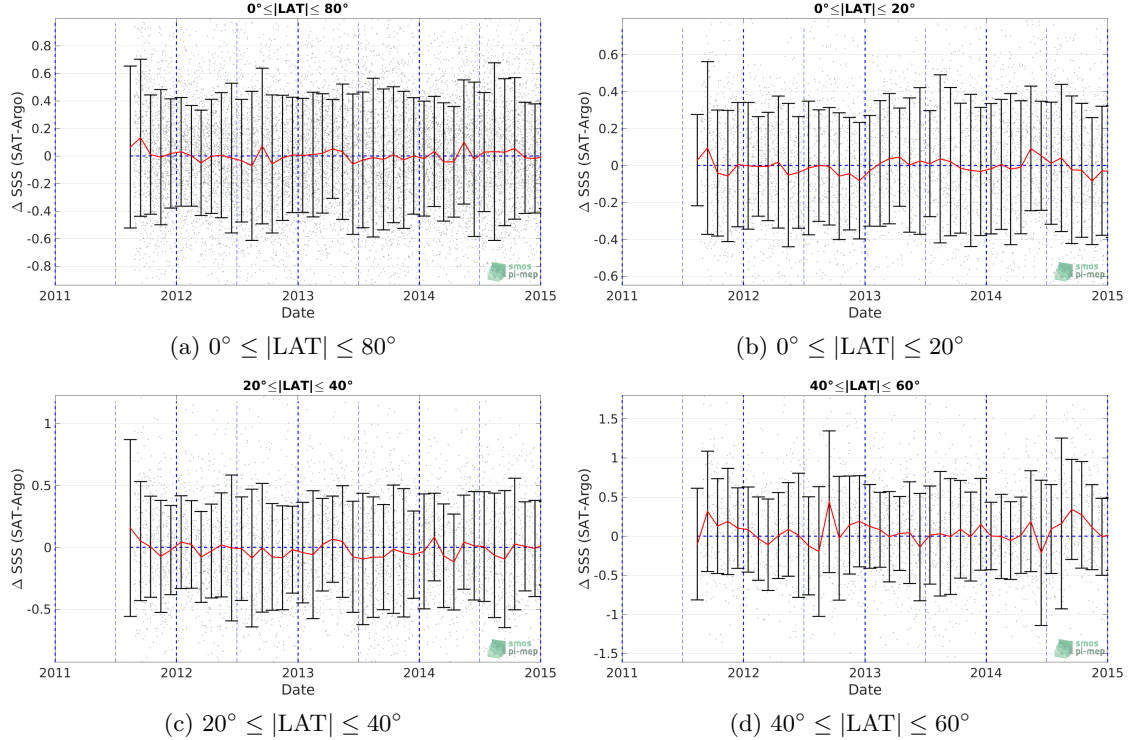 0°≤|LAT|≤ 80°
Δ SSS (SAT-Argo)
0.8
0.6
0.4
0.2
0
-0.2
-0.4
-0.6
-0.8
2011 2012 2013 2014 2015
Date
smos
pi-mep
(a) 0° ≤ |LAT| ≤ 80°
0°≤|LAT|≤ 20°
Δ SSS (SAT-Argo)
0.6
0.4
0.2
0
-0.2
-0.4
-0.6
2011 2012 2013 2014 2015
Date
smos
pi-mep
(b) 0° ≤ |LAT| ≤ 20°
20°≤|LAT|≤ 40°
Δ SSS (SAT-Argo)
1
0.5
0
-0.5
2011 2012 2013 2014 2015
Date
smos
pi-mep
(c) 20° ≤ |LAT| ≤ 40°
40°≤|LAT|≤ 60°
Δ SSS (SAT-Argo)
1.5
1
0.5
0
-0.5
-1
-1.5
2011 2012 2013 2014 2015
Date
smos
pi-mep
(d) 40° ≤ |LAT| ≤ 60°